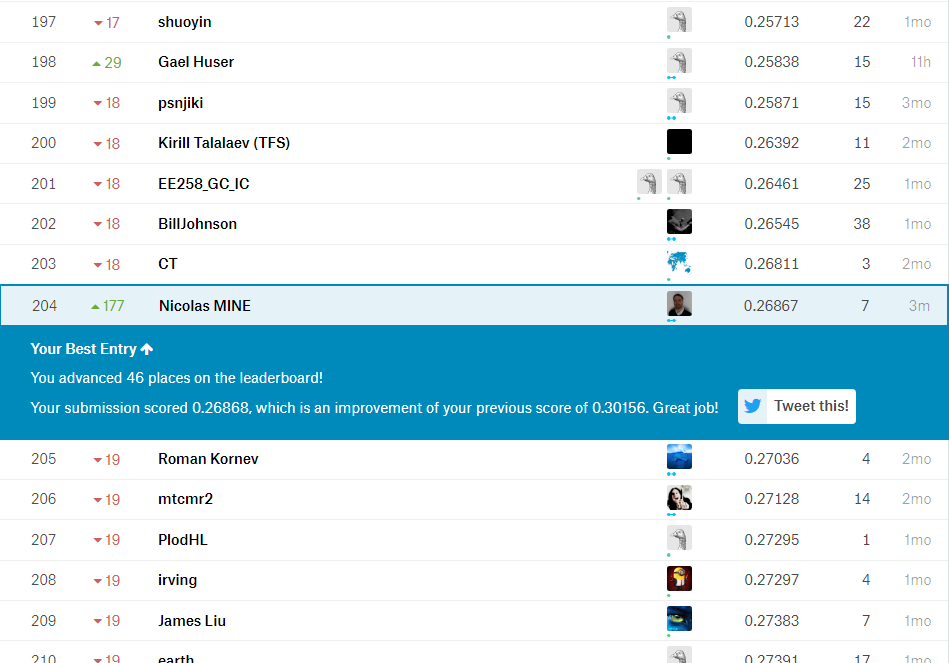 197 17 shuoyin 0.25713 22 1mo
198 29 Gael Huser 0.25838 15 11h
199 18 psnjiki 0.25871 15 3mo
200 18 Kirill Talalaev (TFS) 0.26392 11 2mo
201 18 EE258_GC_IC 0.26461 25 1mo
202 18 BillJohnson 0.26545 38 1mo
203 18 CT 0.26811 3 2mo
204 177 Nicolas MINE 0.26867 7 3m
Your Best Entry
You advanced 46 places on the leaderboard!
Your submission scored 0.26868, which is an improvement of your previous score of 0.30156. Great job! Tweet this!
205 19 Roman Kornev 0.27036 4 2mo
206 19 mtcmr2 0.27128 14 2mo
207 19 PlodHL 0.27295 1 1mo
208 19 irving 0.27297 4 1mo
209 19 James Liu 0.27383 7 1mo
210 19 earth 0.27391 17 1mo